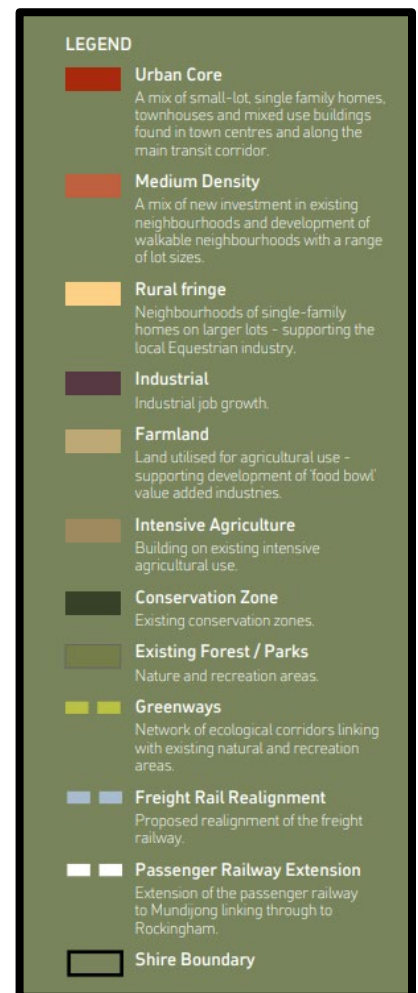 LEGEND
Urban Core
A mix of small-lot, single family homes,
townhouses and mixed use buildings
found in town centres and along the
main transit corridor.
Medium Density
A mix of new investment in existing
neighbourhoods and development of
walkable neighbourhoods with a range
of lot sizes.
Rural fringe
Neighbourhoods of single-family
homes on larger lots - supporting the
local Equestrian industry.
Industrial
Industrial job growth.
Farmland
Land utilised for agricultural use -
supporting development of 'food bowl'
value added industries.
Intensive Agriculture
Building on existing intensive
agricultural use.
Conservation Zone
Existing conservation zones.
Existing Forest / Parks
Nature and recreation areas.
Greenways
Network of ecological corridors linking
with existing natural and recreation
areas.
Freight Rail Realignment
Proposed realignment of the freight
railway.
Passenger Railway Extension
Extension of the passenger railway
to Mundijong linking through to
Rockingham.
Shire Boundary